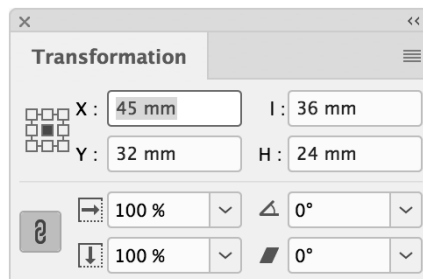 Transformation
X : 45 mm I : 36 mm
Y : 32 mm H : 24 mm
100 % 0°
100 % 0°